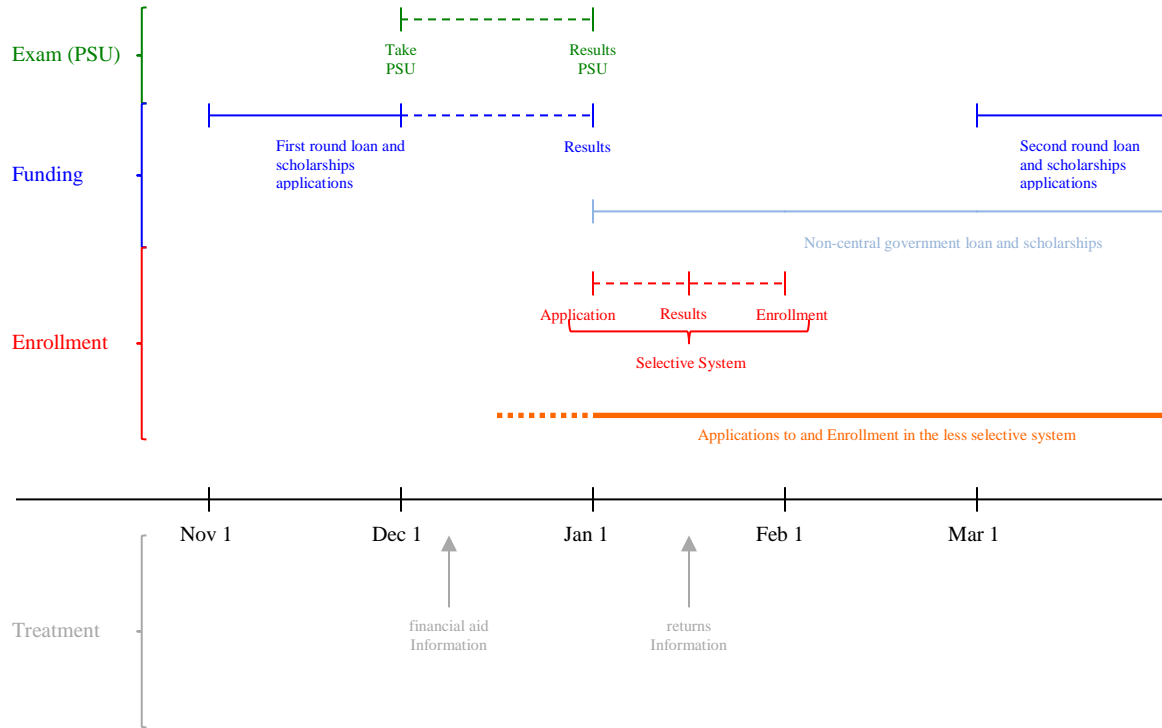 Exam (PSU)
Take
PSU
Results
PSU
Funding
First round loan and
scholarships
applications
Results
Second round loan
and scholarships
applications
Non-central government loan and scholarships
Enrollment
Application
Results
Enrollment
Selective System
Applications to and Enrollment in the less selective system
Nov 1
Dec 1
Jan 1
Feb 1
Mar 1
Treatment
financial aid
Information
returns
Information